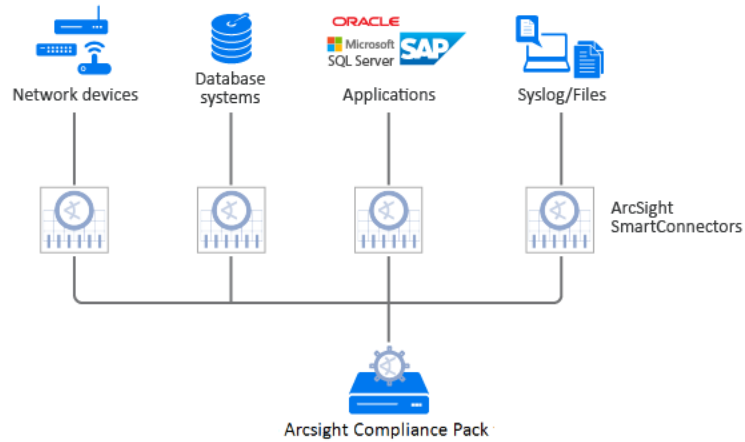 ORACLE
Microsoft
SQL Server
SAP
Network devices
Database
systems
Applications
Syslog/Files
ArcSight
SmartConnectors
Arcsight Compliance Pack